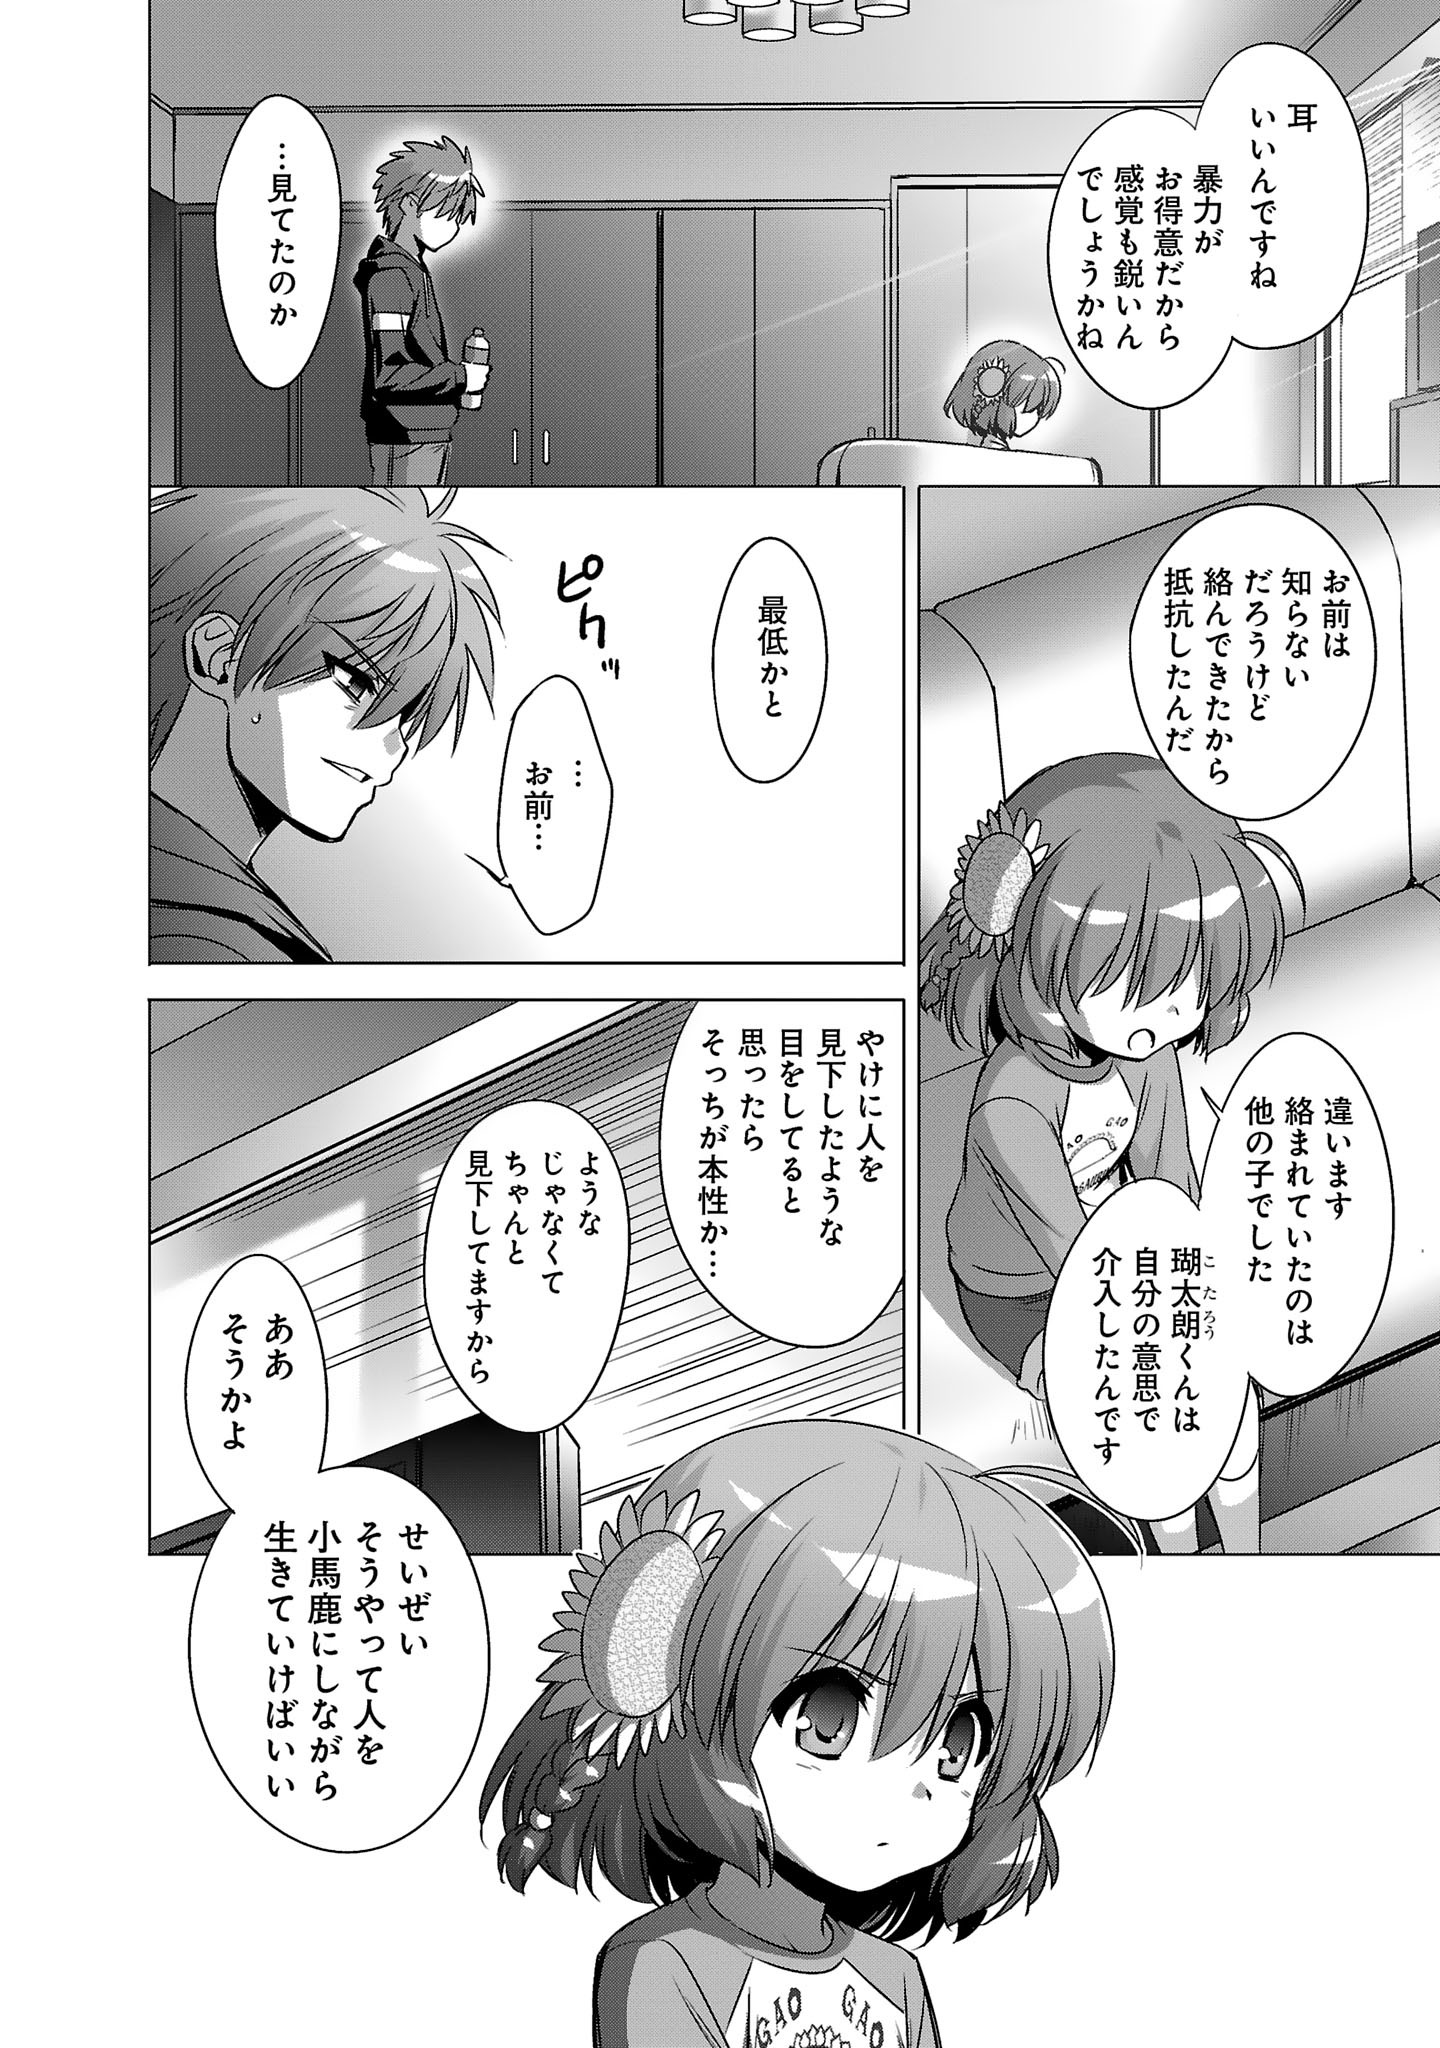 耳
いいんですね
暴力が
お得意だから
感覚も鋭いん
でしょうかね
…見てたのか
お前は
知らない
だろうけど
絡んできたから
抵抗したんだ
違います
絡まれていたのは
他の子でした
瑚太朗くんは
こたろう
自分の意思で
介入したんです
最低かと
ピク
…
お前…
やけに人を
見下したような
目をしてると
思ったら
そっちが本性か…
ような
じゃなくて
ちゃんと
見下してますから
ああ
そうかよ
せいぜい
そうやって人を
小馬鹿にしながら
生きていけばいい
GAO GAO